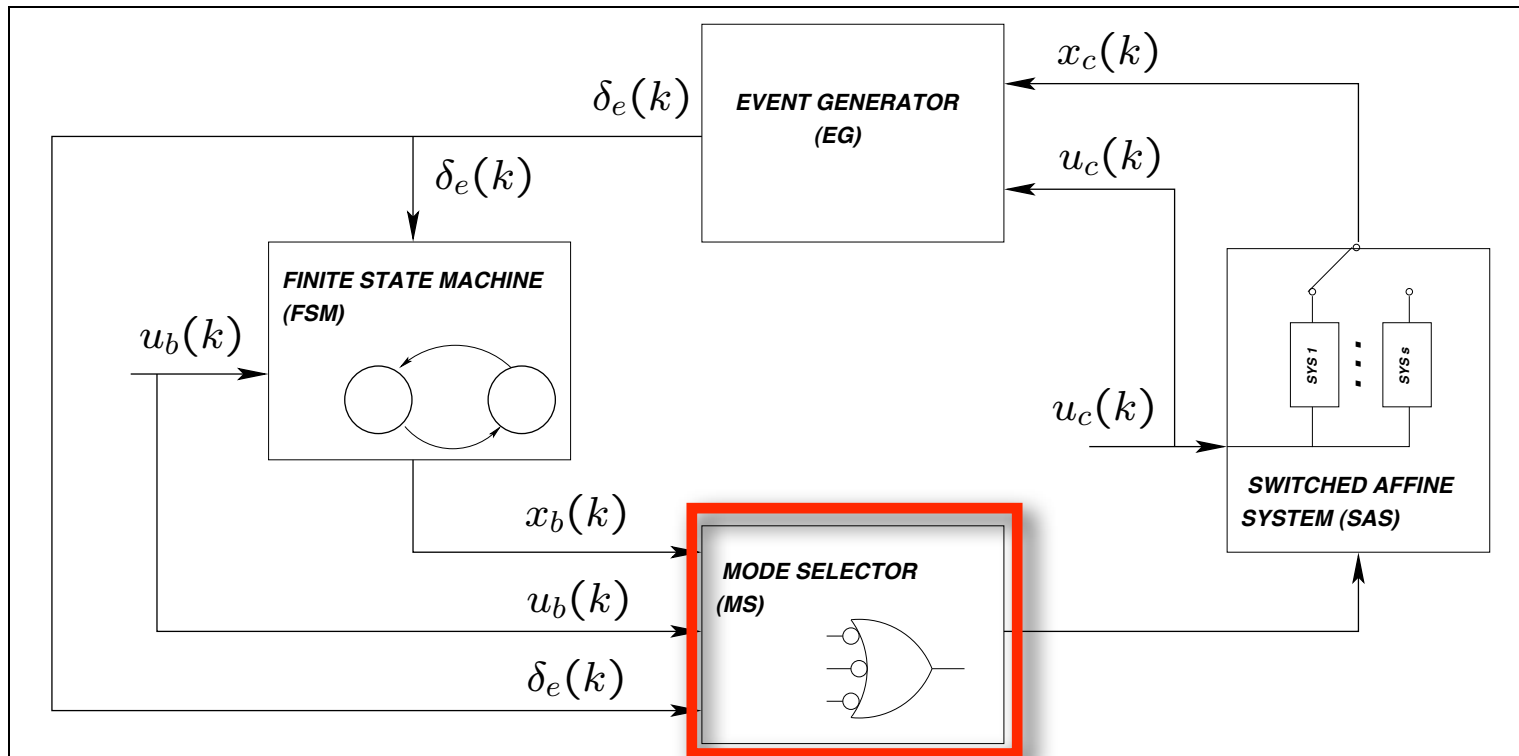 x_c(k)
δ_e(k)
EVENT GENERATOR
(EG)
u_c(k)
δ_e(k)
FINITE STATE MACHINE
(FSM)
u_b(k)
SYS 1
...
SYS s
u_c(k)
SWITCHED AFFINE
SYSTEM (SAS)
x_b(k)
MODE SELECTOR
(MS)
u_b(k)
δ_e(k)